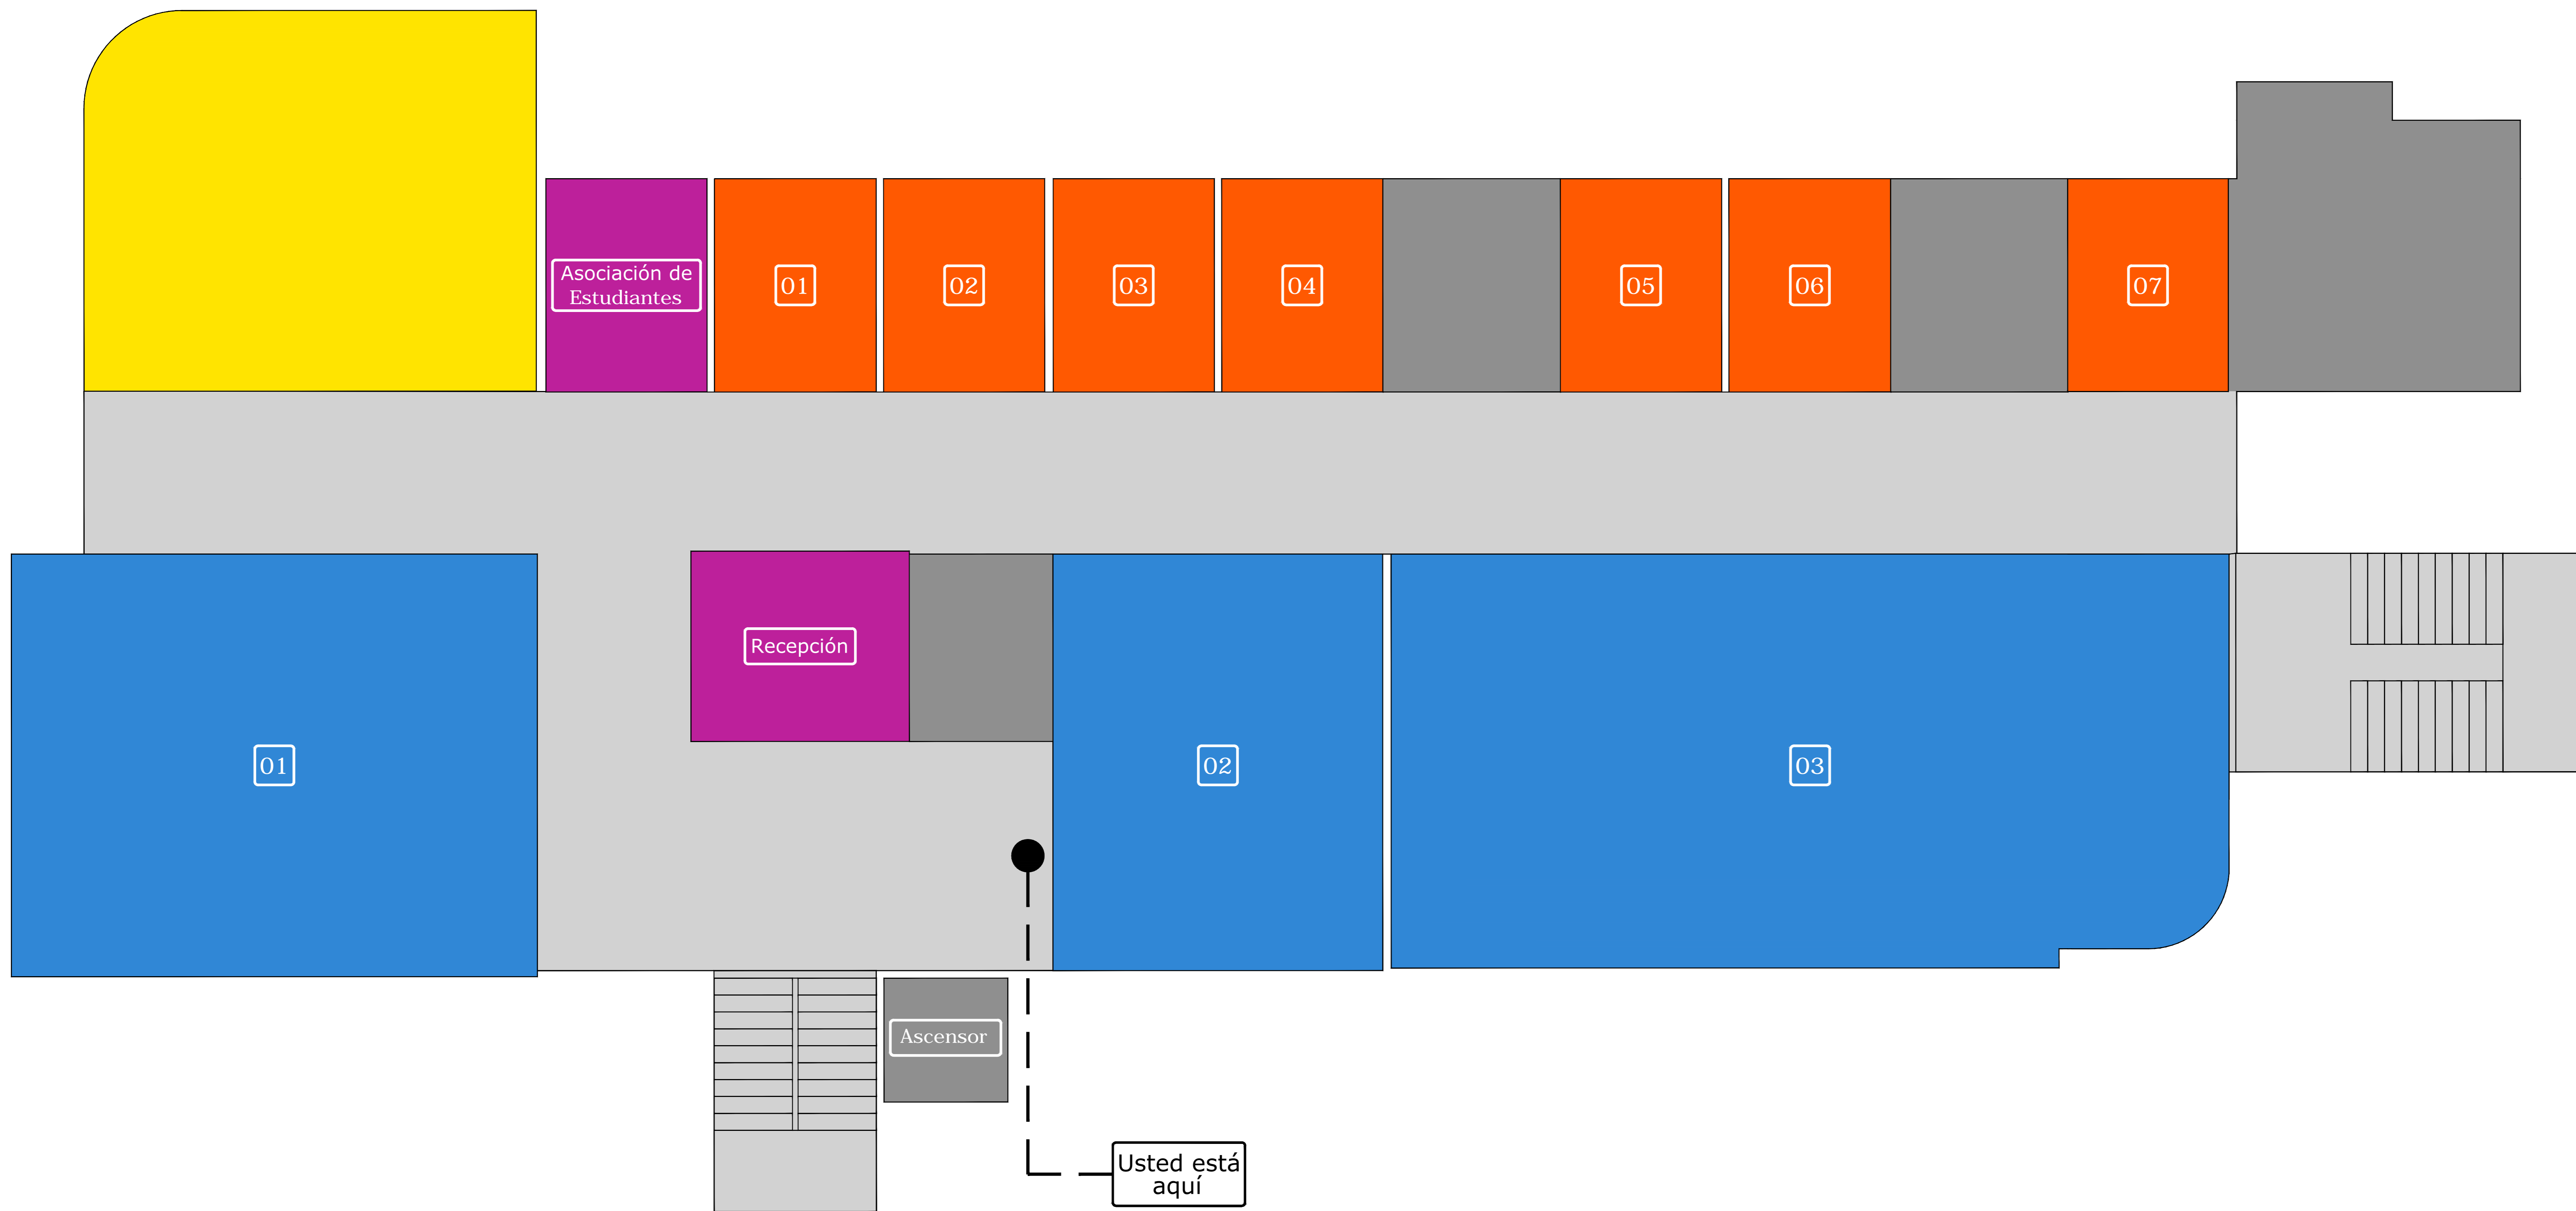 Asociación de
Estudiantes
01
02
03
04
05
06
07
Recepción
01
02
03
Ascensor
Usted está
aquí